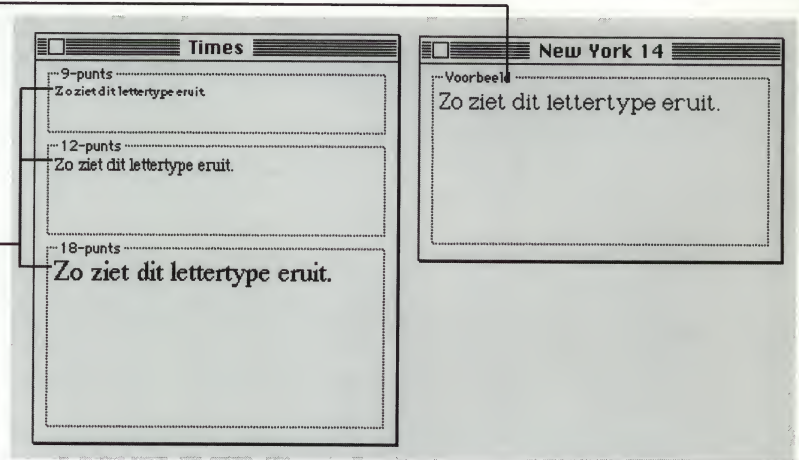 Times
9-punts
Zo ziet dit lettertype eruit.
12-punts
Zo ziet dit lettertype eruit.
18-punts
Zo ziet dit lettertype eruit.
New York 14
Voorbeeld
Zo ziet dit lettertype eruit.